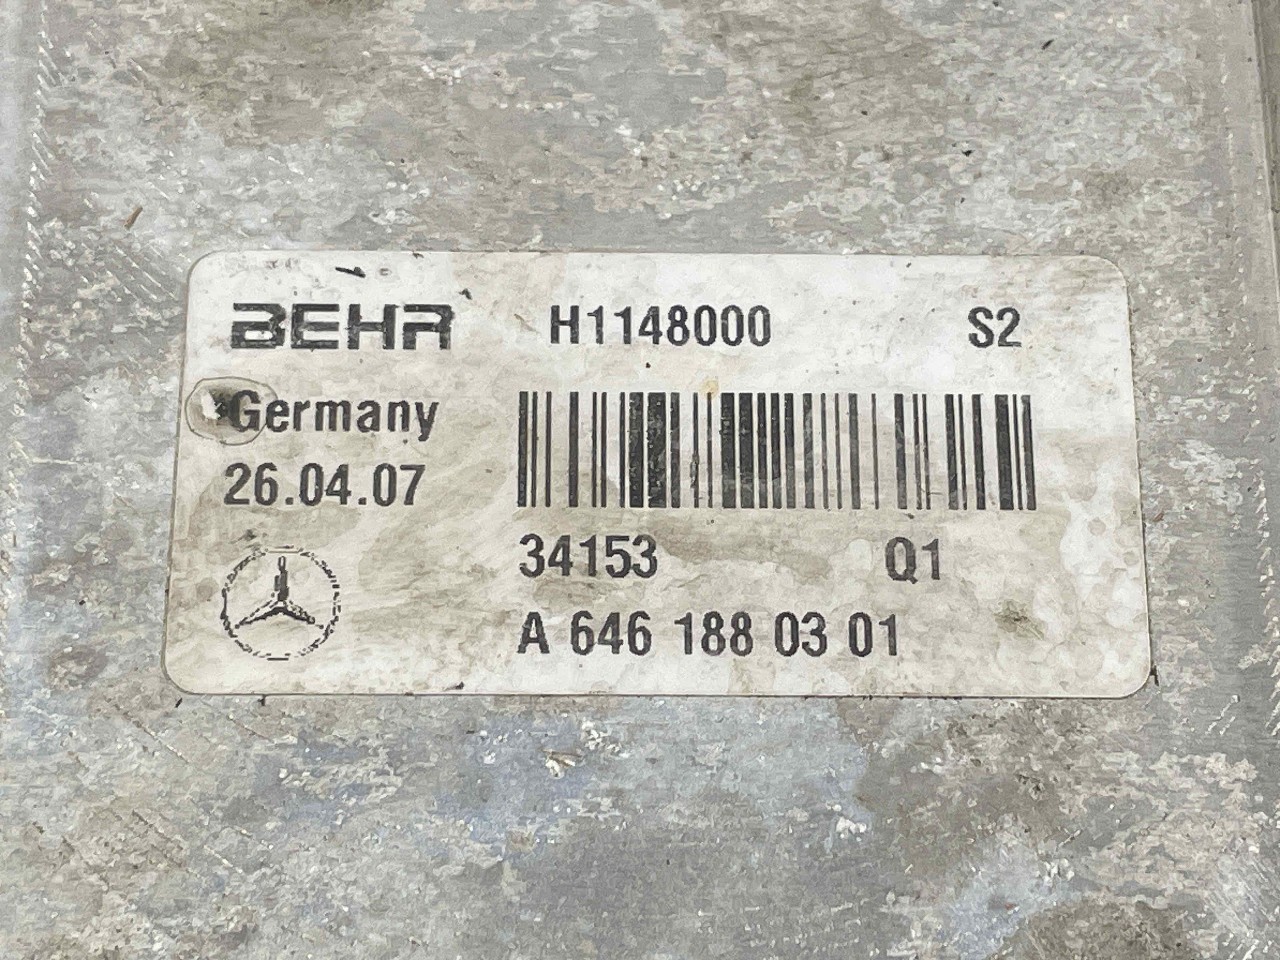 BEHR H1148000 S2
Germany
26.04.07
34153 Q1
A 646 188 03 01